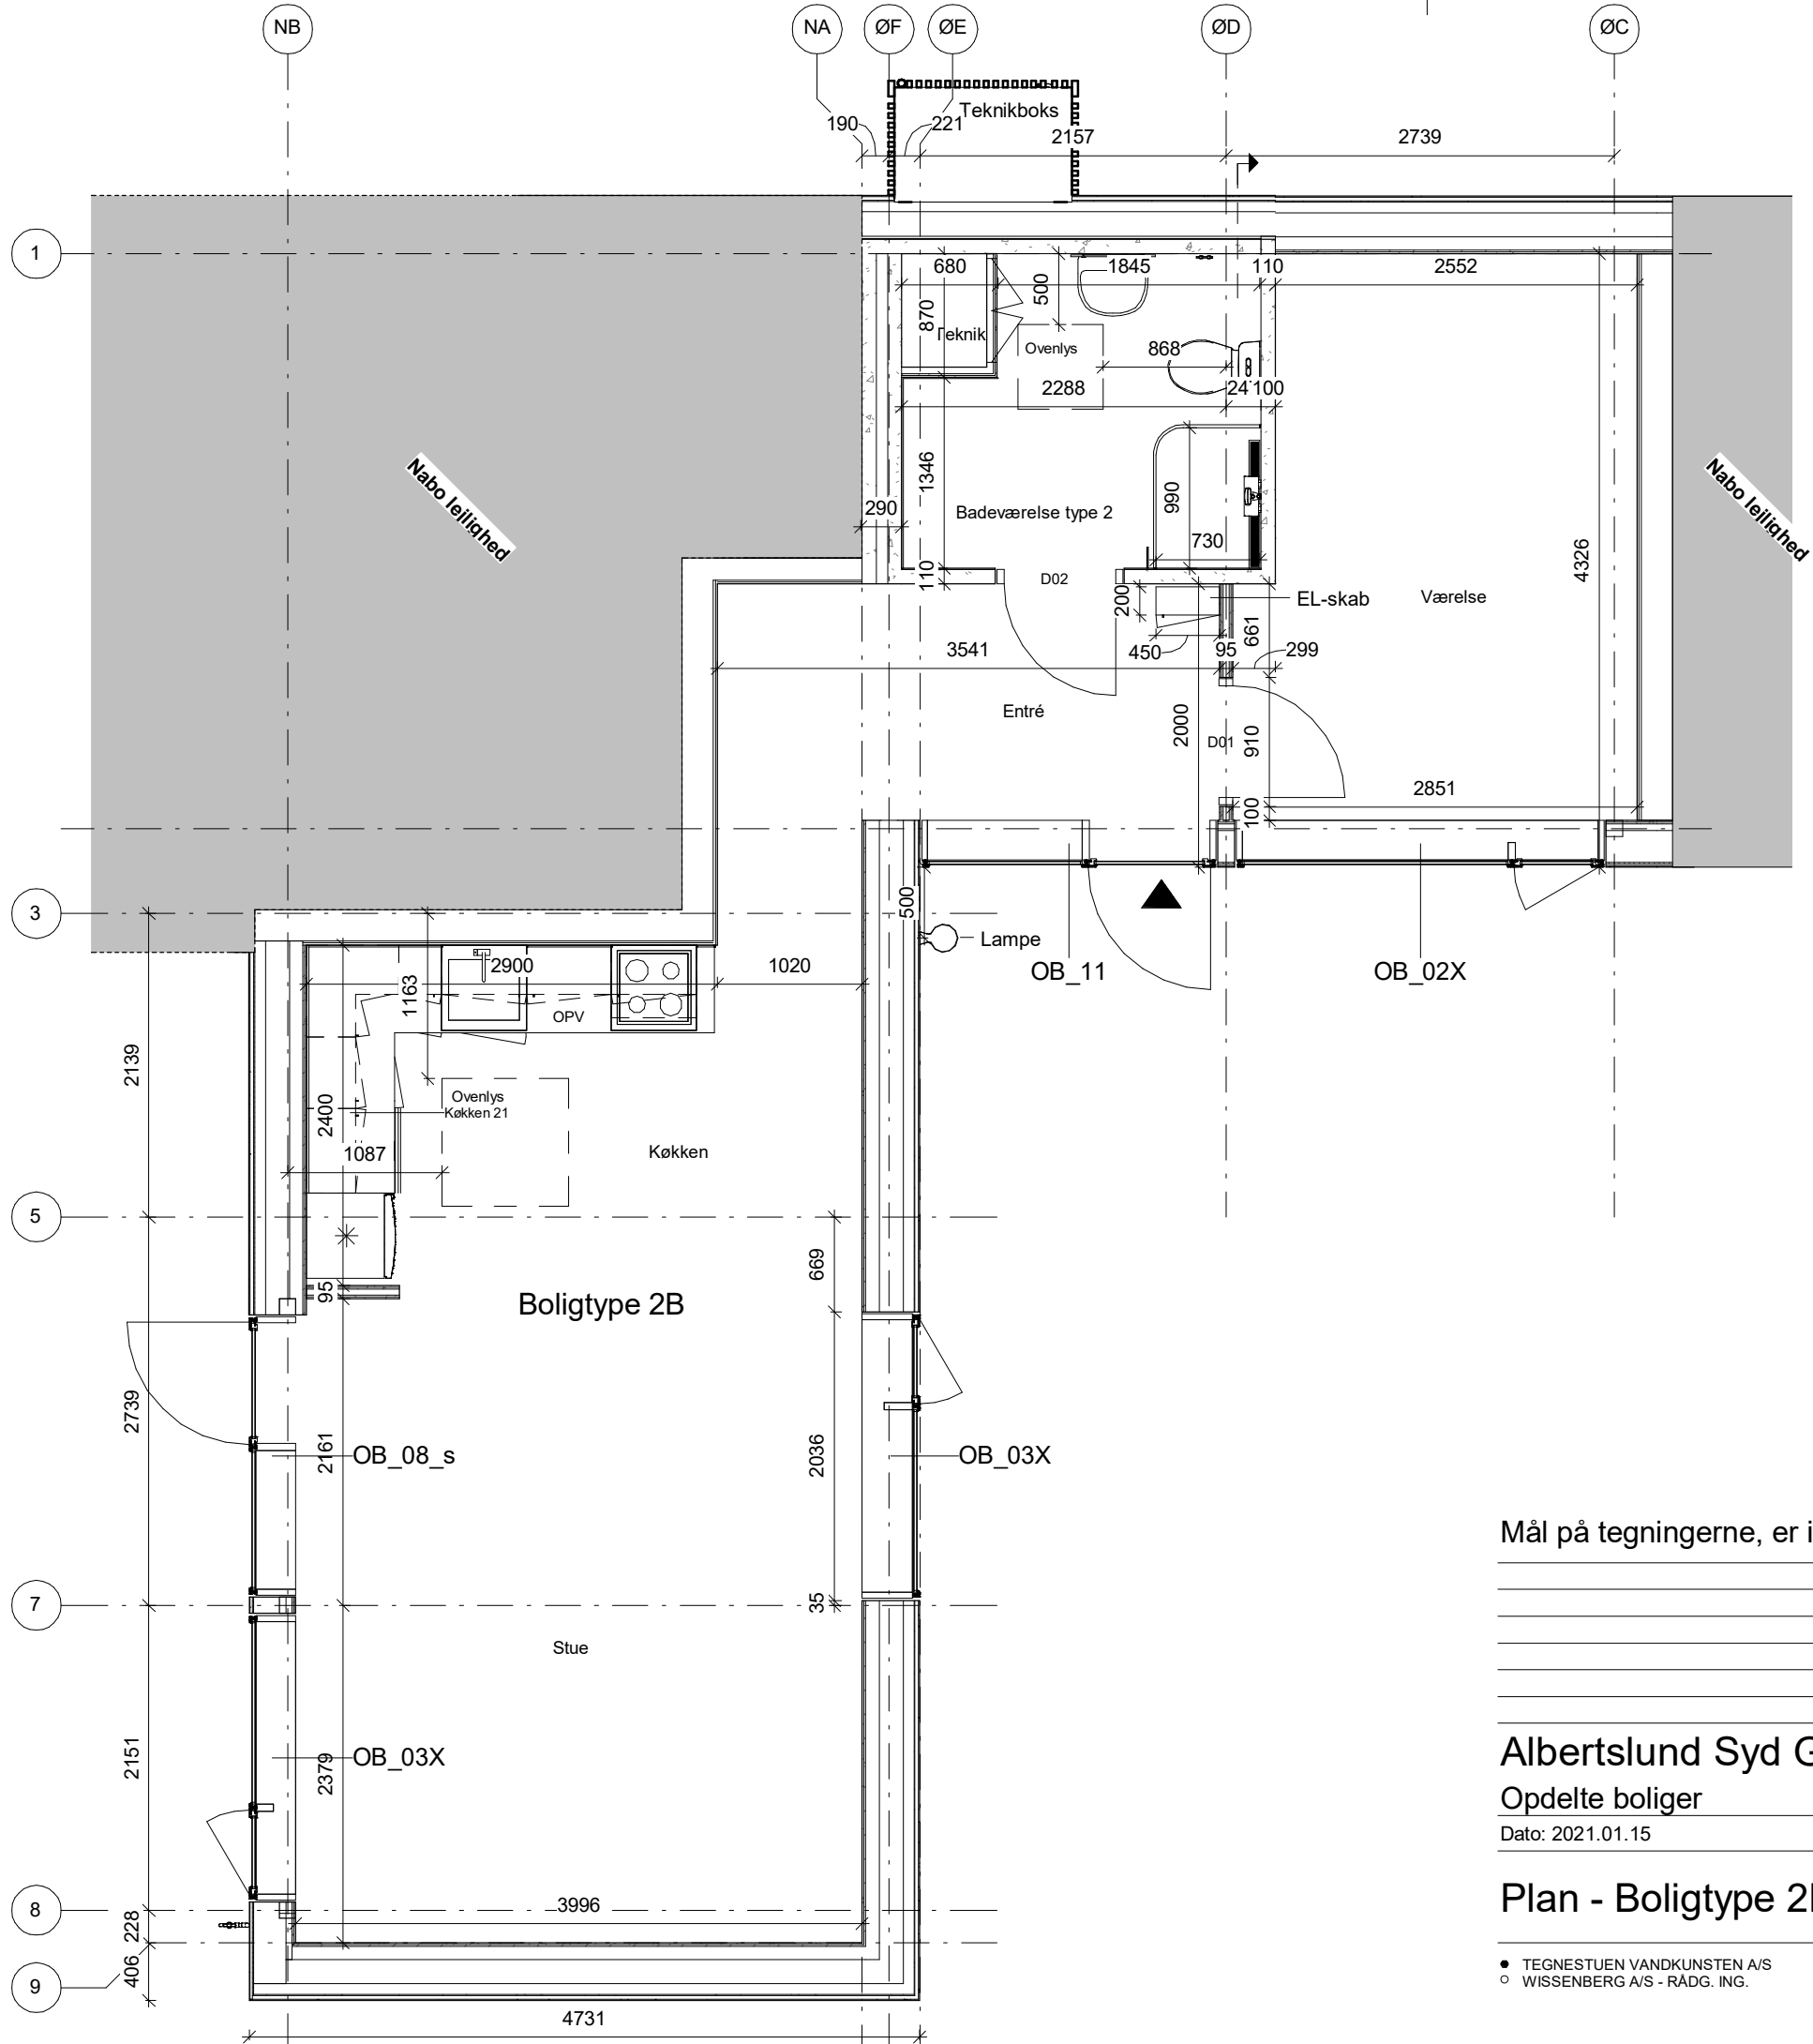 NB
NA
ØF
ØE
ØD
ØC
Teknikboks
190
221
2157
2739
1
680
1845
110
2552
500
870
Teknik
Ovenlys
868
2288
100
Nabo lejlighed
Nabo lejlighed
1346
990
290
Badeværelse type 2
730
4326
110
D02
200
EL-skab
Værelse
661
3541
450
95
299
Entré
2000
D01
910
2851
100
3
500
Lampe
OB_11
OB_02X
2900
1020
1163
OPV
2139
Ovenlys
Køkken 21
2400
1087
Køkken
5
669
95
Boligtype 2B
2739
2161
OB_08_s
2036
OB_03X
7
35
Stue
2151
2379
OB_03X
8
3996
228
406
9
4731
Mål på tegningerne, er i
Albertslund Syd
Opdelte boliger
Dato: 2021.01.15
Plan - Boligtype
TEGNESTUEN VANDKUNSTEN A/S
WISSENBERG A/S - RÅDG. ING.